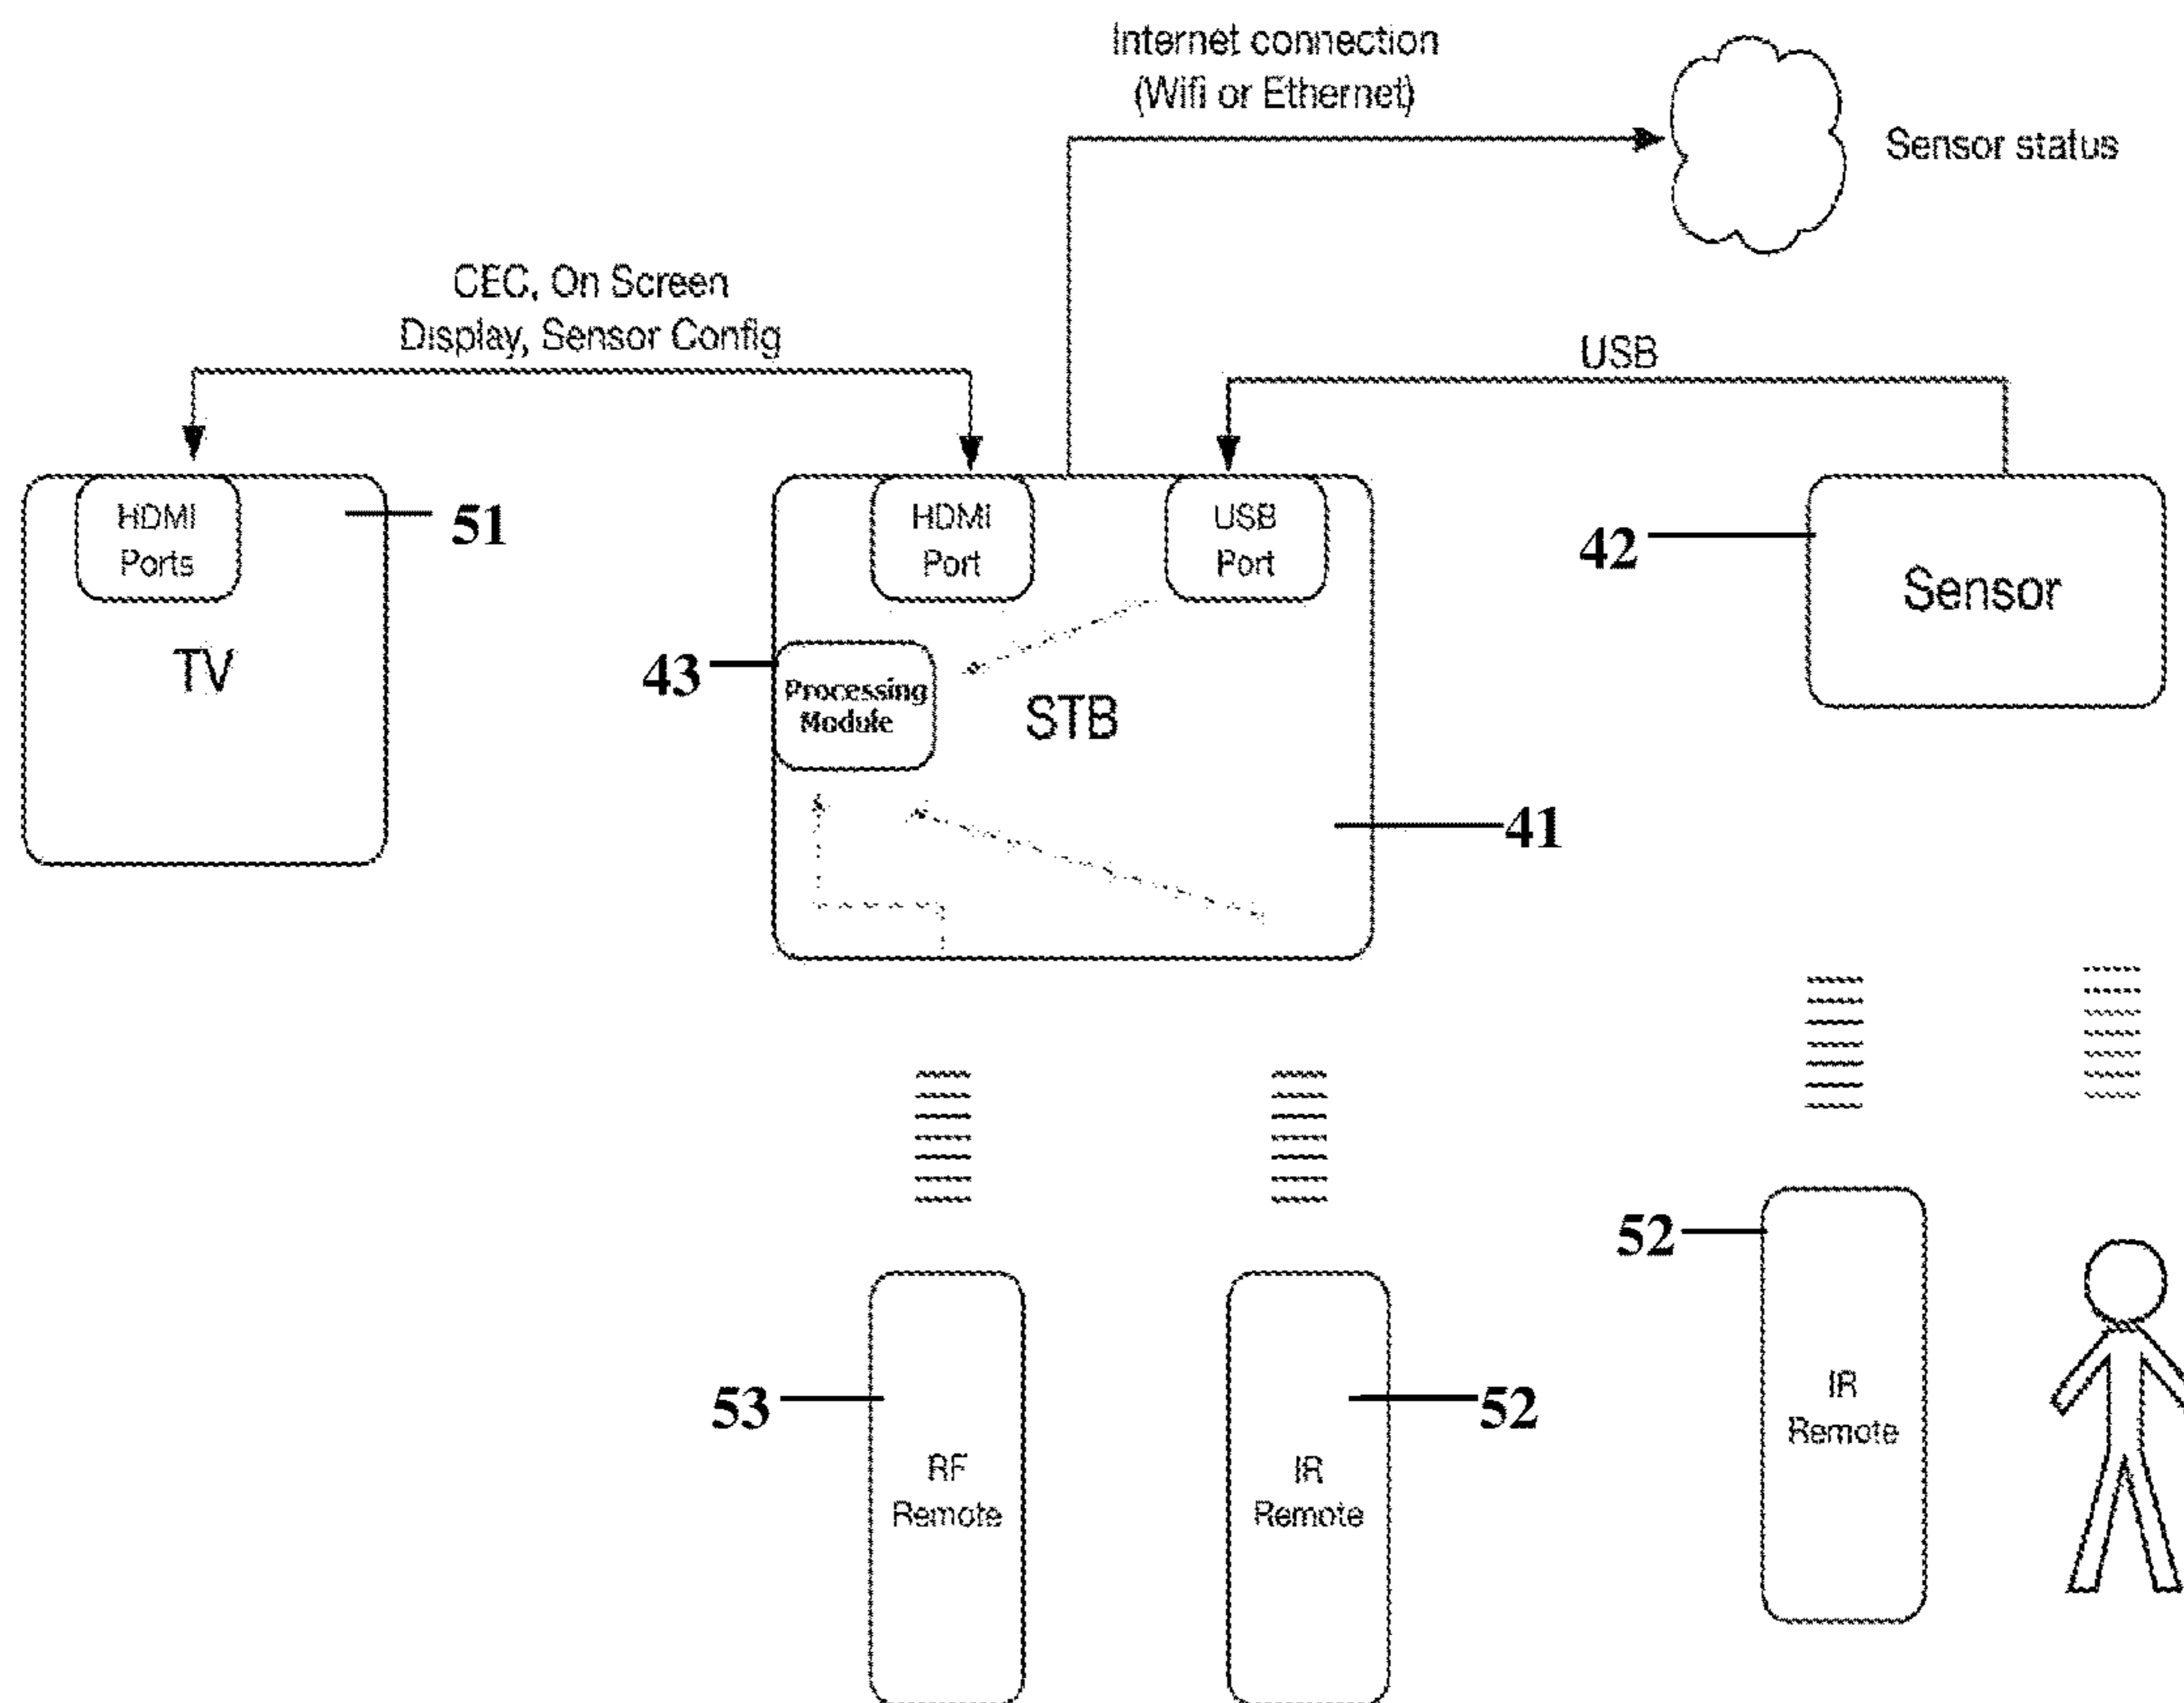 Internet connection
(Wifi or Ethernet)
Sensor status
CEC, On Screen
Display, Sensor Config
USB
HDMI
Ports
51
TV
HDMI
Port
USB
Port
42
Sensor
43
Processing
Module
STB
41
52
53
52
IR
Remote
RF
Remote
IR
Remote